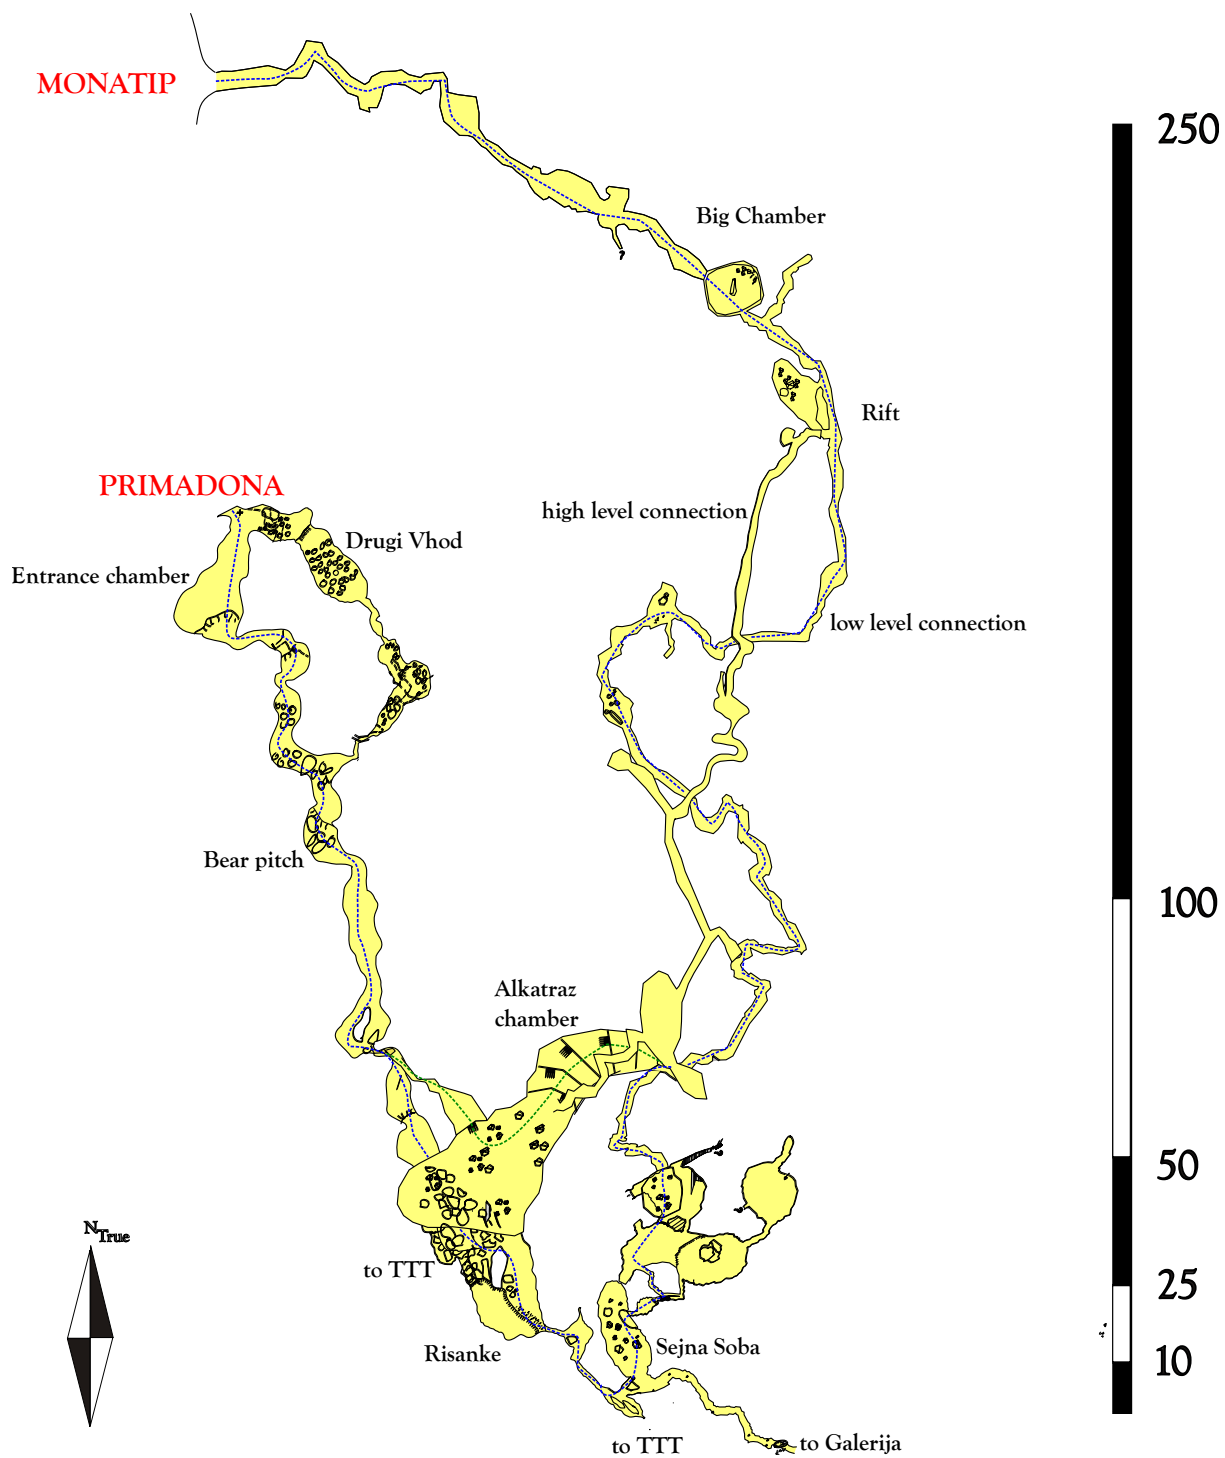 MONATIP
250
Big Chamber
Rift
PRIMADONA
high level connection
Drugi Vhod
Entrance chamber
low level connection
Bear pitch
100
Alkatraz
chamber
50
N True
to TTT
25
Risanke
Sejna Soba
10
to TTT
to Galerija